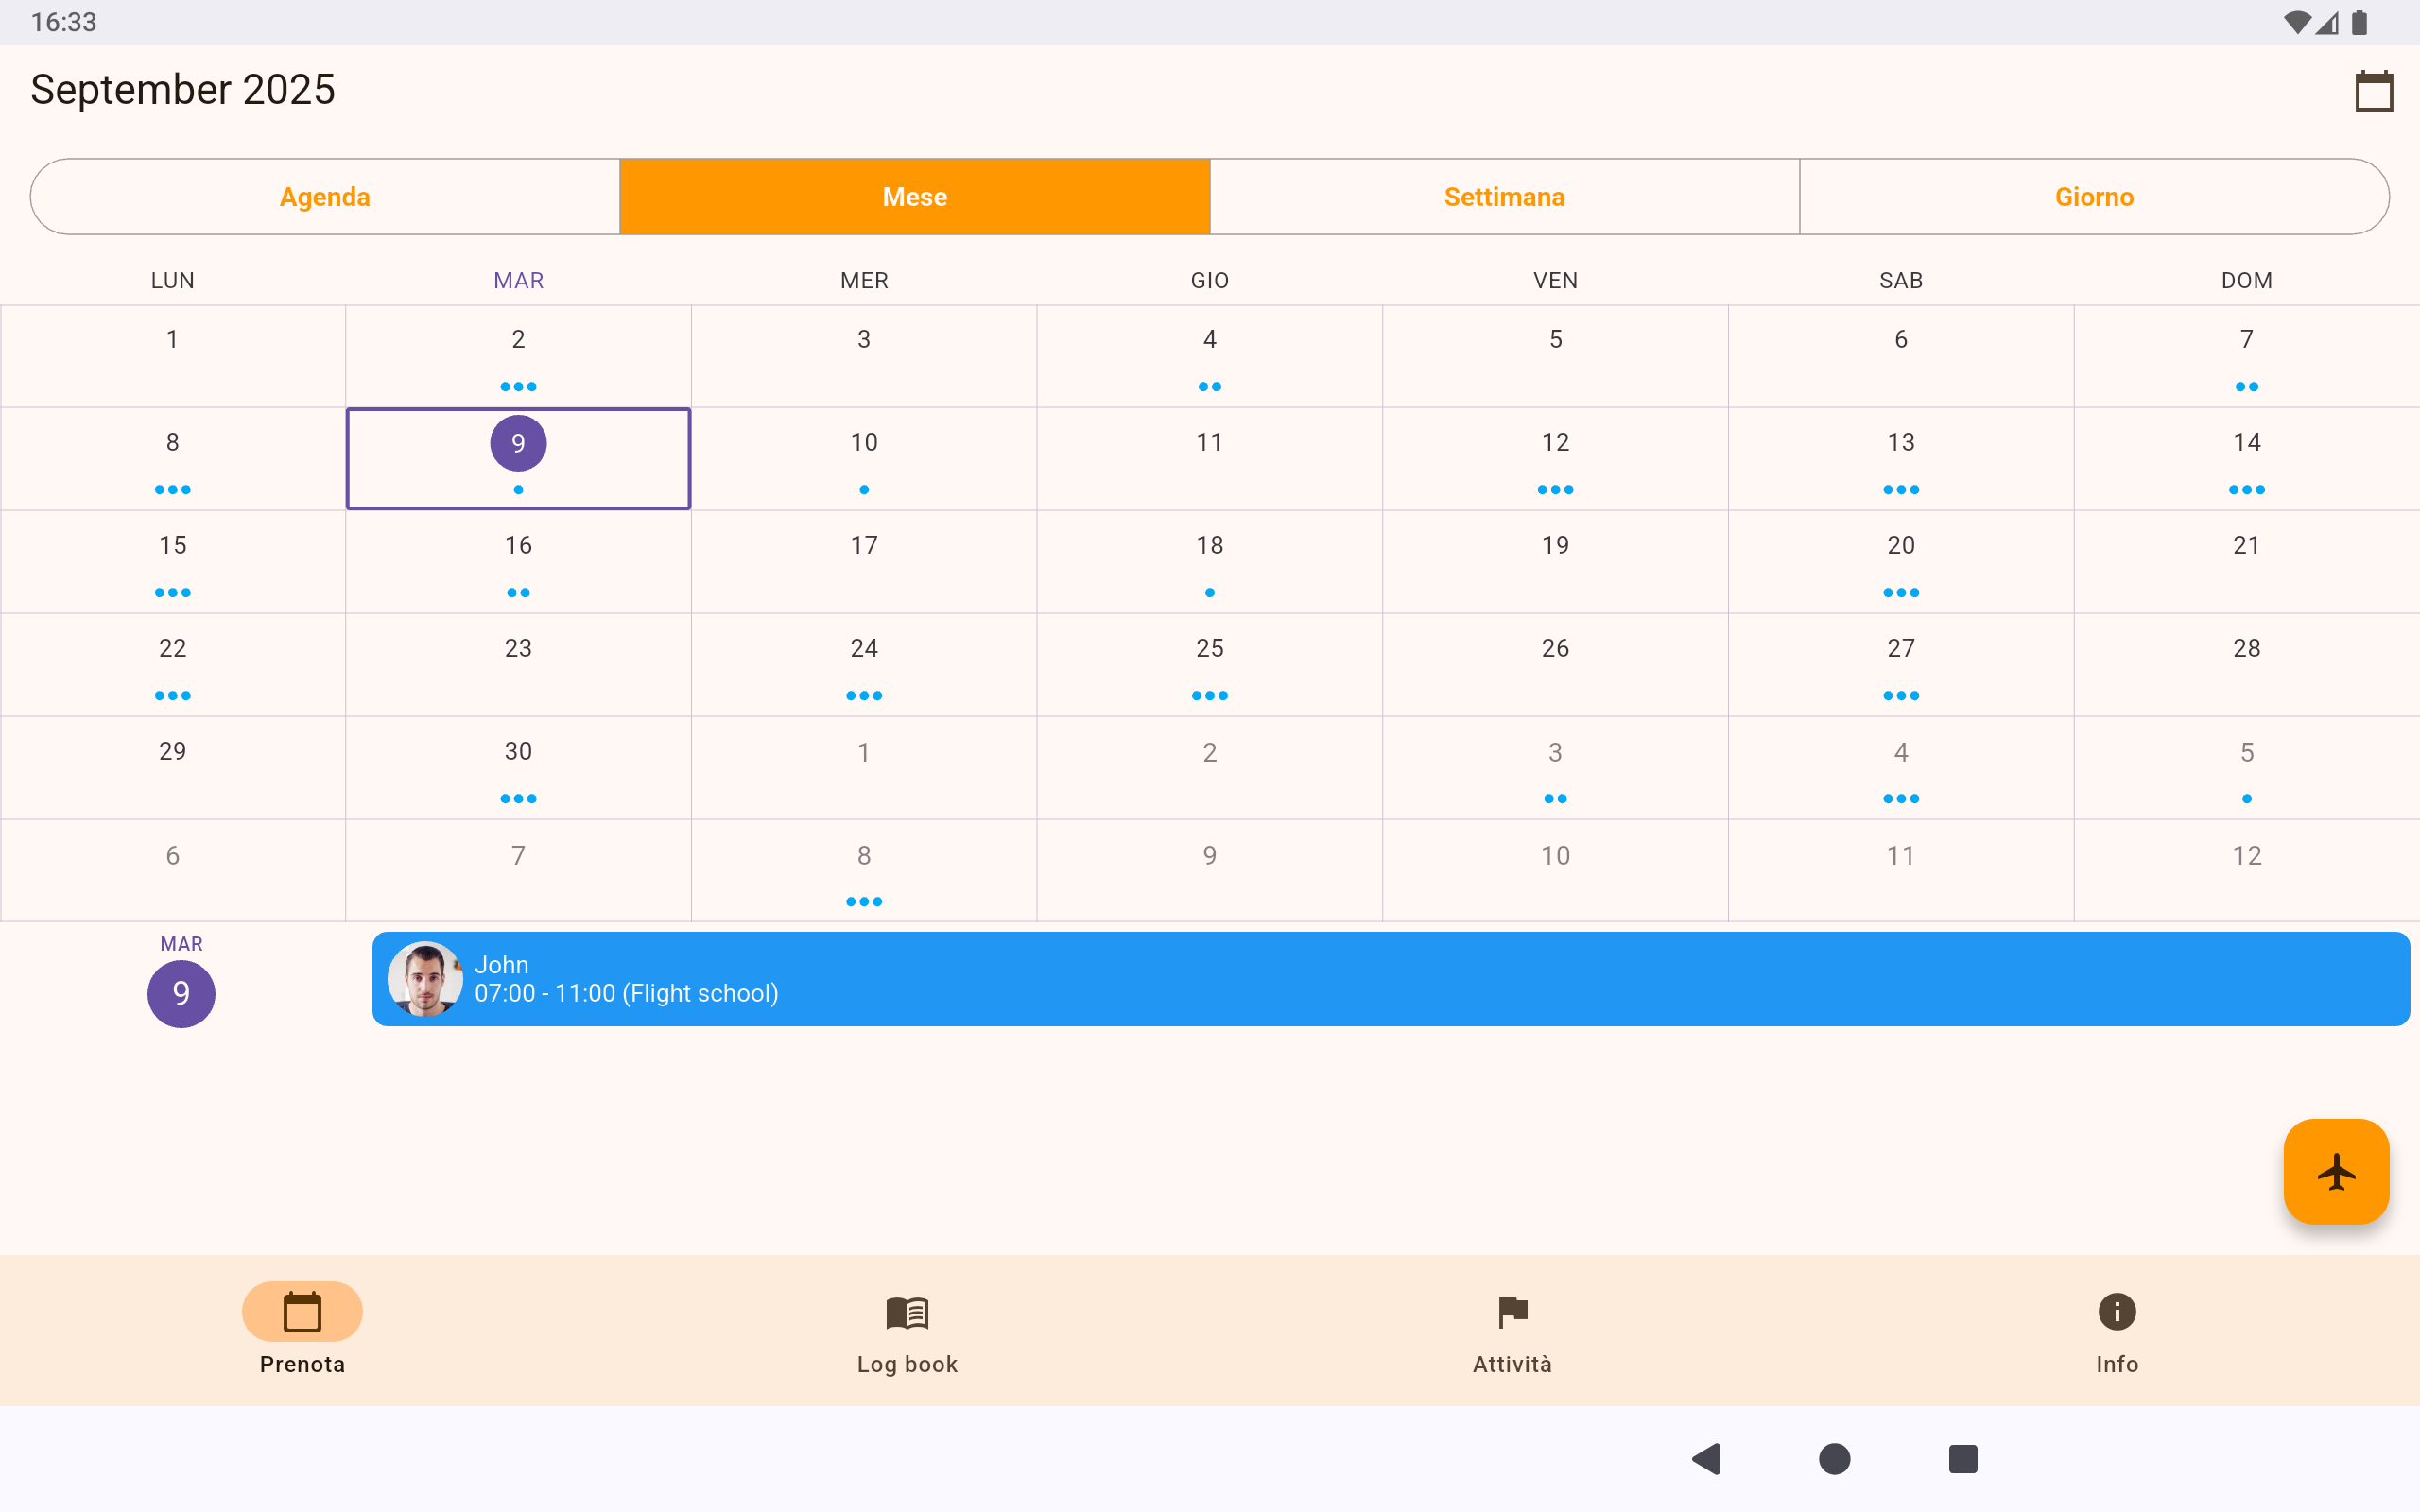 16:33
September 2025
Agenda Mese Settimana Giorno
LUN MAR MER GIO VEN SAB DOM
1 2 3 4 5 6 7
8 9 10 11 12 13 14
15 16 17 18 19 20 21
22 23 24 25 26 27 28
29 30 1 2 3 4 5
6 7 8 9 10 11 12
MAR
9
John
07:00 - 11:00 (Flight school)
Prenota Log book Attività Info